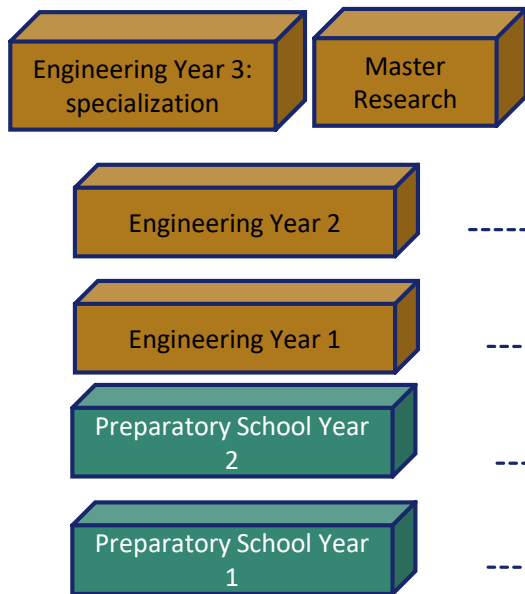 Engineering Year 3:
specialization
Master
Research
Engineering Year 2
Engineering Year 1
Preparatory School Year
2
Preparatory School Year
1